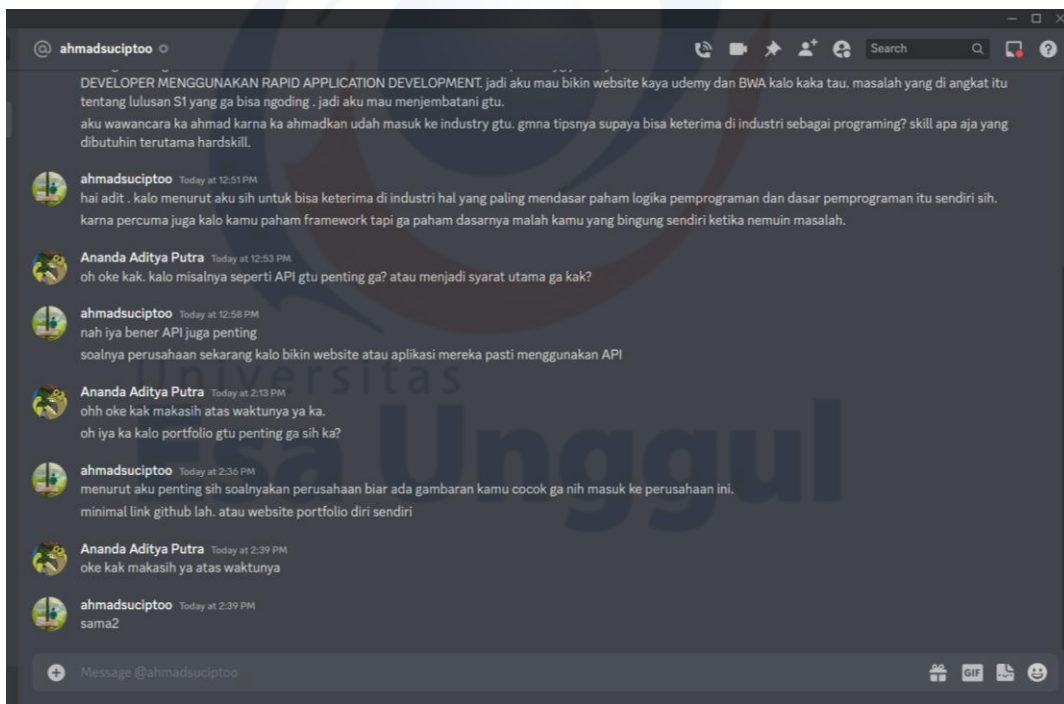 @ ahmadsuciptoo
Search
DEVELOPER MENGGUNAKAN RAPID APPLICATION DEVELOPMENT. jadi aku mau bikin website kaya udemy dan BWA kalo kaka tau. masalah yang di angkat itu
tentang lulusan S1 yang ga bisa ngoding . jadi aku mau menjembatani gtu.
aku wawancara ka ahmad karna ka ahmadkan udah masuk ke industry gtu. gmna tipsnya supaya bisa keterima di industri sebagai programing? skill apa aja yang
dibutuhin terutama hardskill.
ahmadsuciptoo Today at 12:51 PM
hai adit . kalo menurut aku sih untuk bisa keterima di industri hal yang paling mendasar paham logika pemprograman dan dasar pemprograman itu sendiri sih.
karna percuma juga kalo kamu paham framework tapi ga paham dasarnya malah kamu yang bingung sendiri ketika nemuin masalah.
Ananda Aditya Putra Today at 12:53 PM
oh oke kak. kalo misalnya seperti API gtu penting ga? atau menjadi syarat utama ga kak?
ahmadsuciptoo Today at 12:58 PM
nah iya bener API juga penting
soalnya perusahaan sekarang kalo bikin website atau aplikasi mereka pasti menggunakan API
Universitas
Esa Unggul
Ananda Aditya Putra Today at 2:13 PM
ohh oke kak makasih atas waktunya ya ka.
oh iya ka kalo portfolio gtu penting ga sih ka?
ahmadsuciptoo Today at 2:36 PM
menurut aku penting sih soalnyakan perusahaan biar ada gambaran kamu cocok ga nih masuk ke perusahaan ini.
minimal link github lah. atau website portfolio diri sendiri
Ananda Aditya Putra Today at 2:39 PM
oke kak makasih ya atas waktunya
ahmadsuciptoo Today at 2:39 PM
sama2
Message @ahmadsuciptoo
GIF